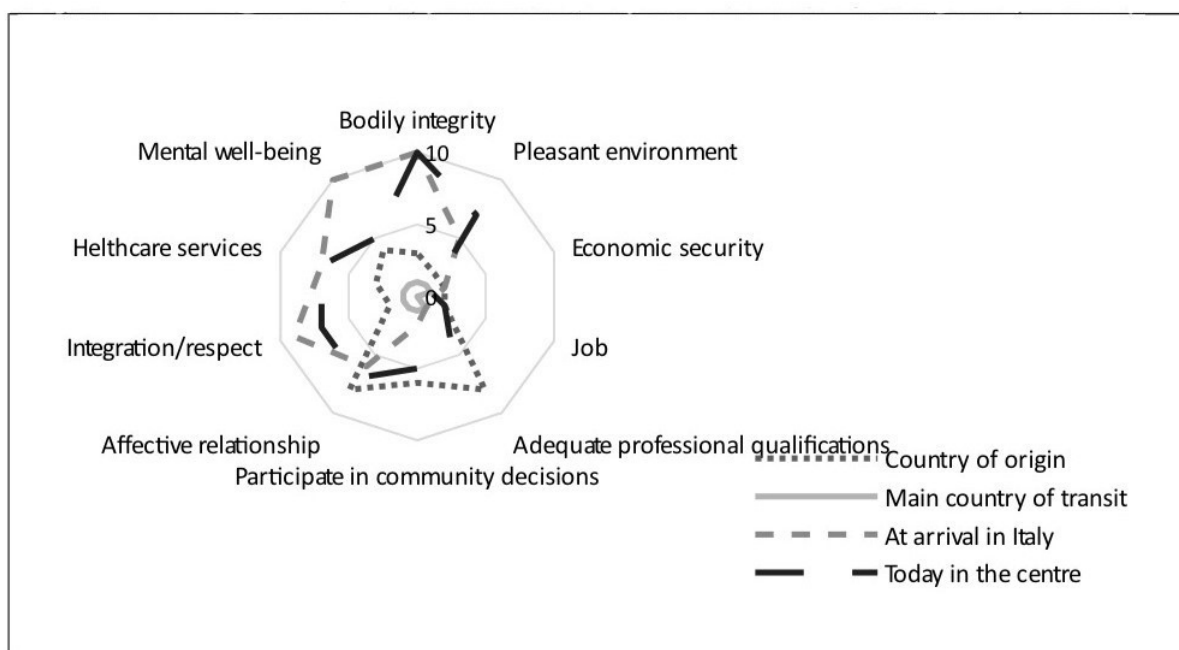 Bodily integrity
Mental well-being
10
Pleasant environment
5
Helthcare services
Economic security
0
Integration/respect
Job
Affective relationship
Adequate professional qualifications
Participate in community decisions
Country of origin
Main country of transit
At arrival in Italy
Today in the centre